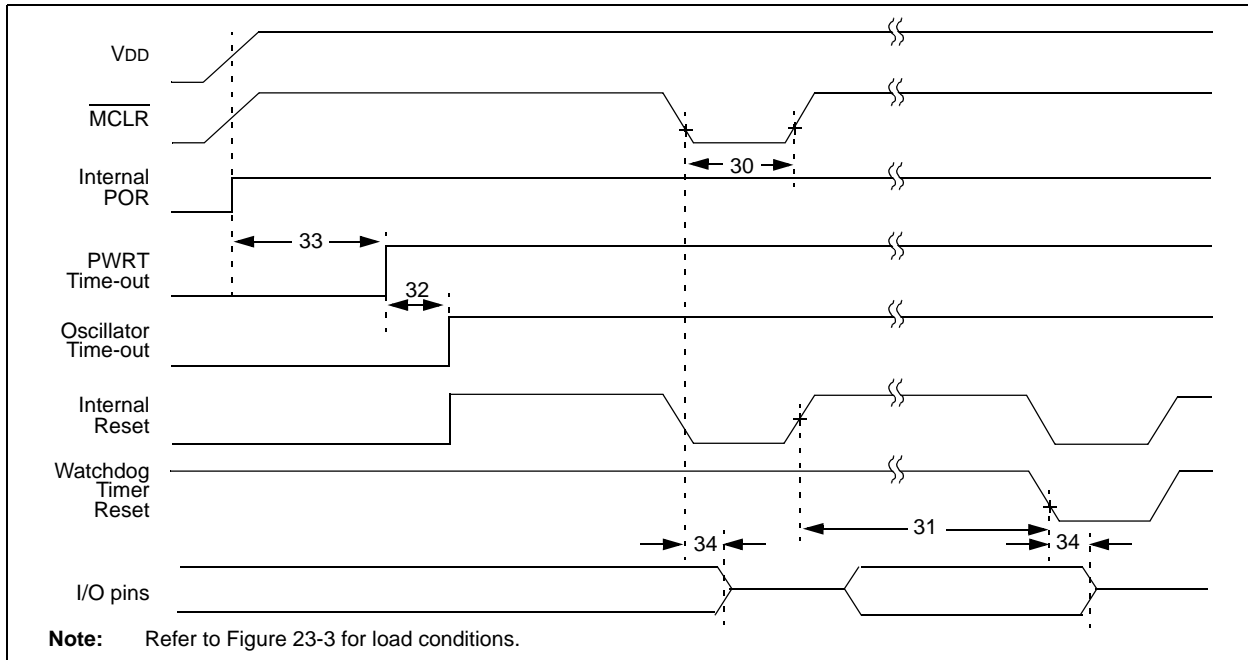 VDD
MCLR
30
Internal
POR
33
PWRT
Time-out
32
Oscillator
Time-out
Internal
Reset
Watchdog
Timer
Reset
31
34
34
I/O pins
Note: Refer to Figure 23-3 for load conditions.